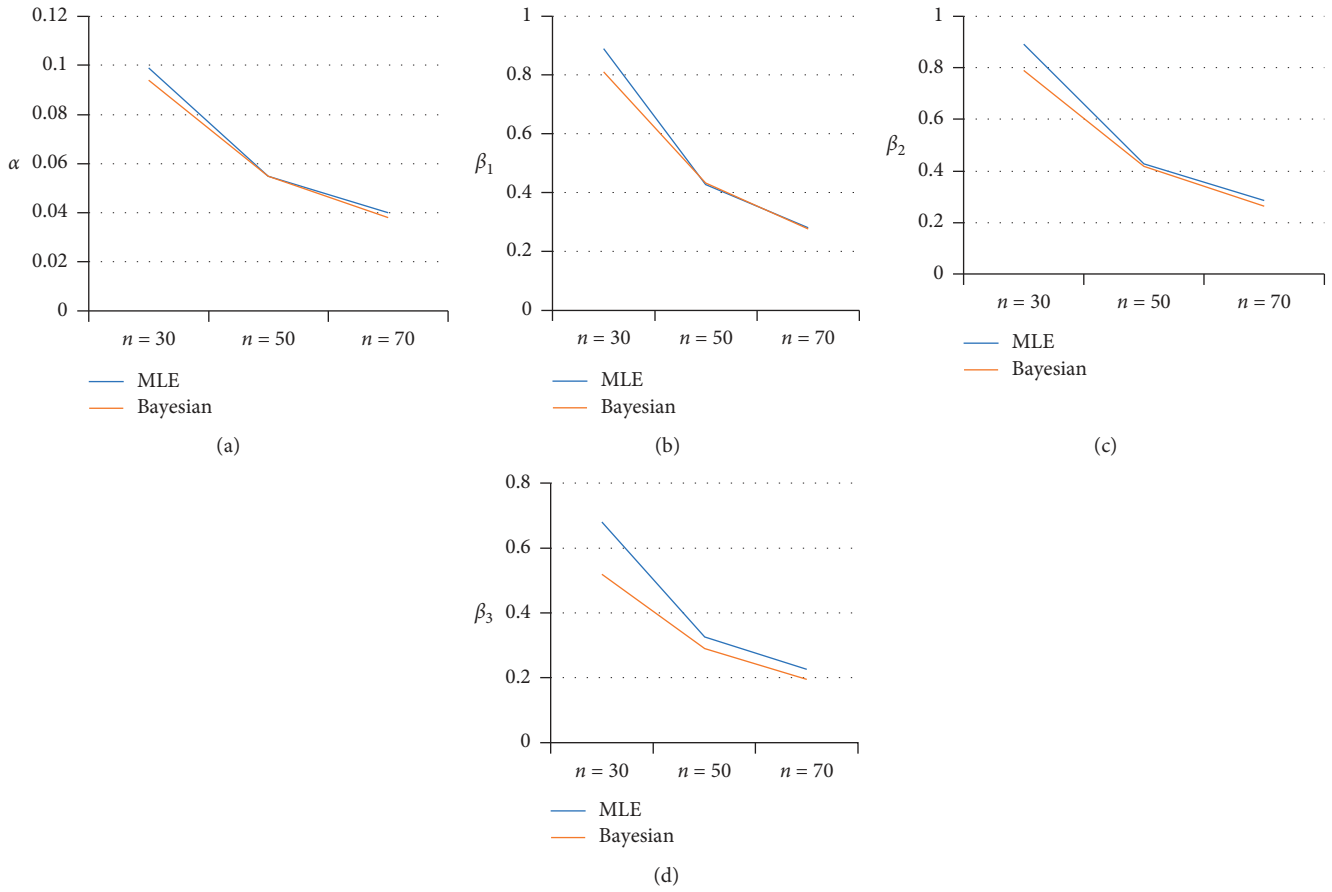 0.12
0.1
0.08
α 0.06
0.04
0.02
0
n = 30 n = 50 n = 70
MLE
Bayesian
(a)
1
0.8
0.6
β1
0.4
0.2
0
n = 30 n = 50 n = 70
MLE
Bayesian
(b)
1
0.8
0.6
β2
0.4
0.2
0
n = 30 n = 50 n = 70
MLE
Bayesian
(c)
0.8
0.6
β3 0.4
0.2
0
n = 30 n = 50 n = 70
MLE
Bayesian
(d)